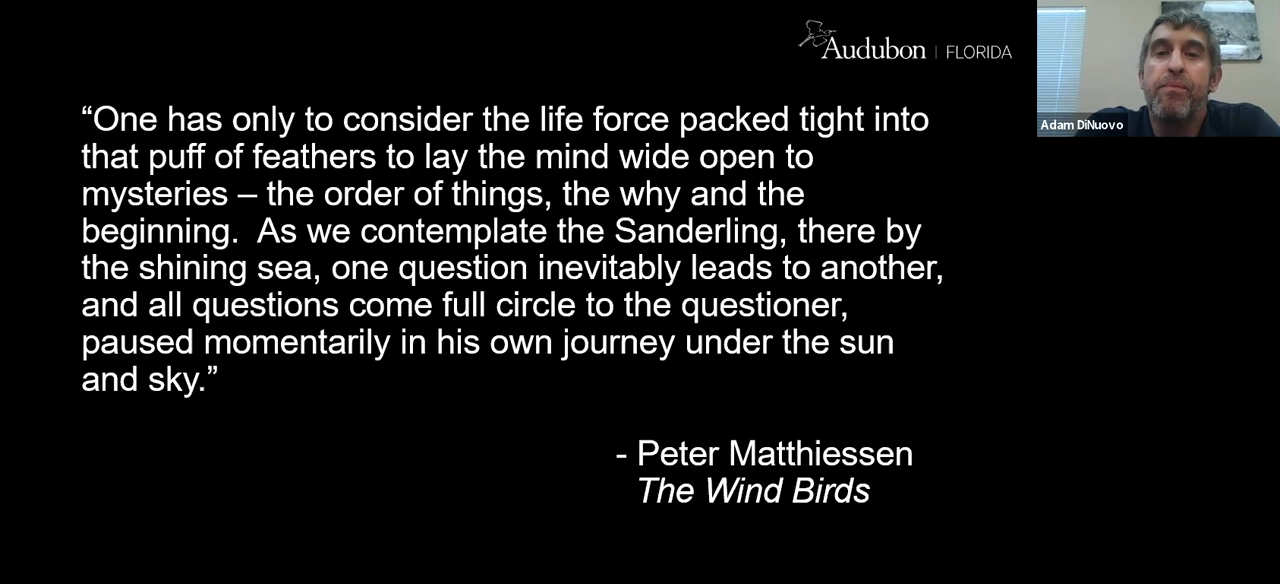 Audubon | FLORIDA
Adam DiNuovo
“One has only to consider the life force packed tight into
that puff of feathers to lay the mind wide open to
mysteries – the order of things, the why and the
beginning.  As we contemplate the Sanderling, there by
the shining sea, one question inevitably leads to another,
and all questions come full circle to the questioner,
paused momentarily in his own journey under the sun
and sky.”
- Peter Matthiessen
The Wind Birds